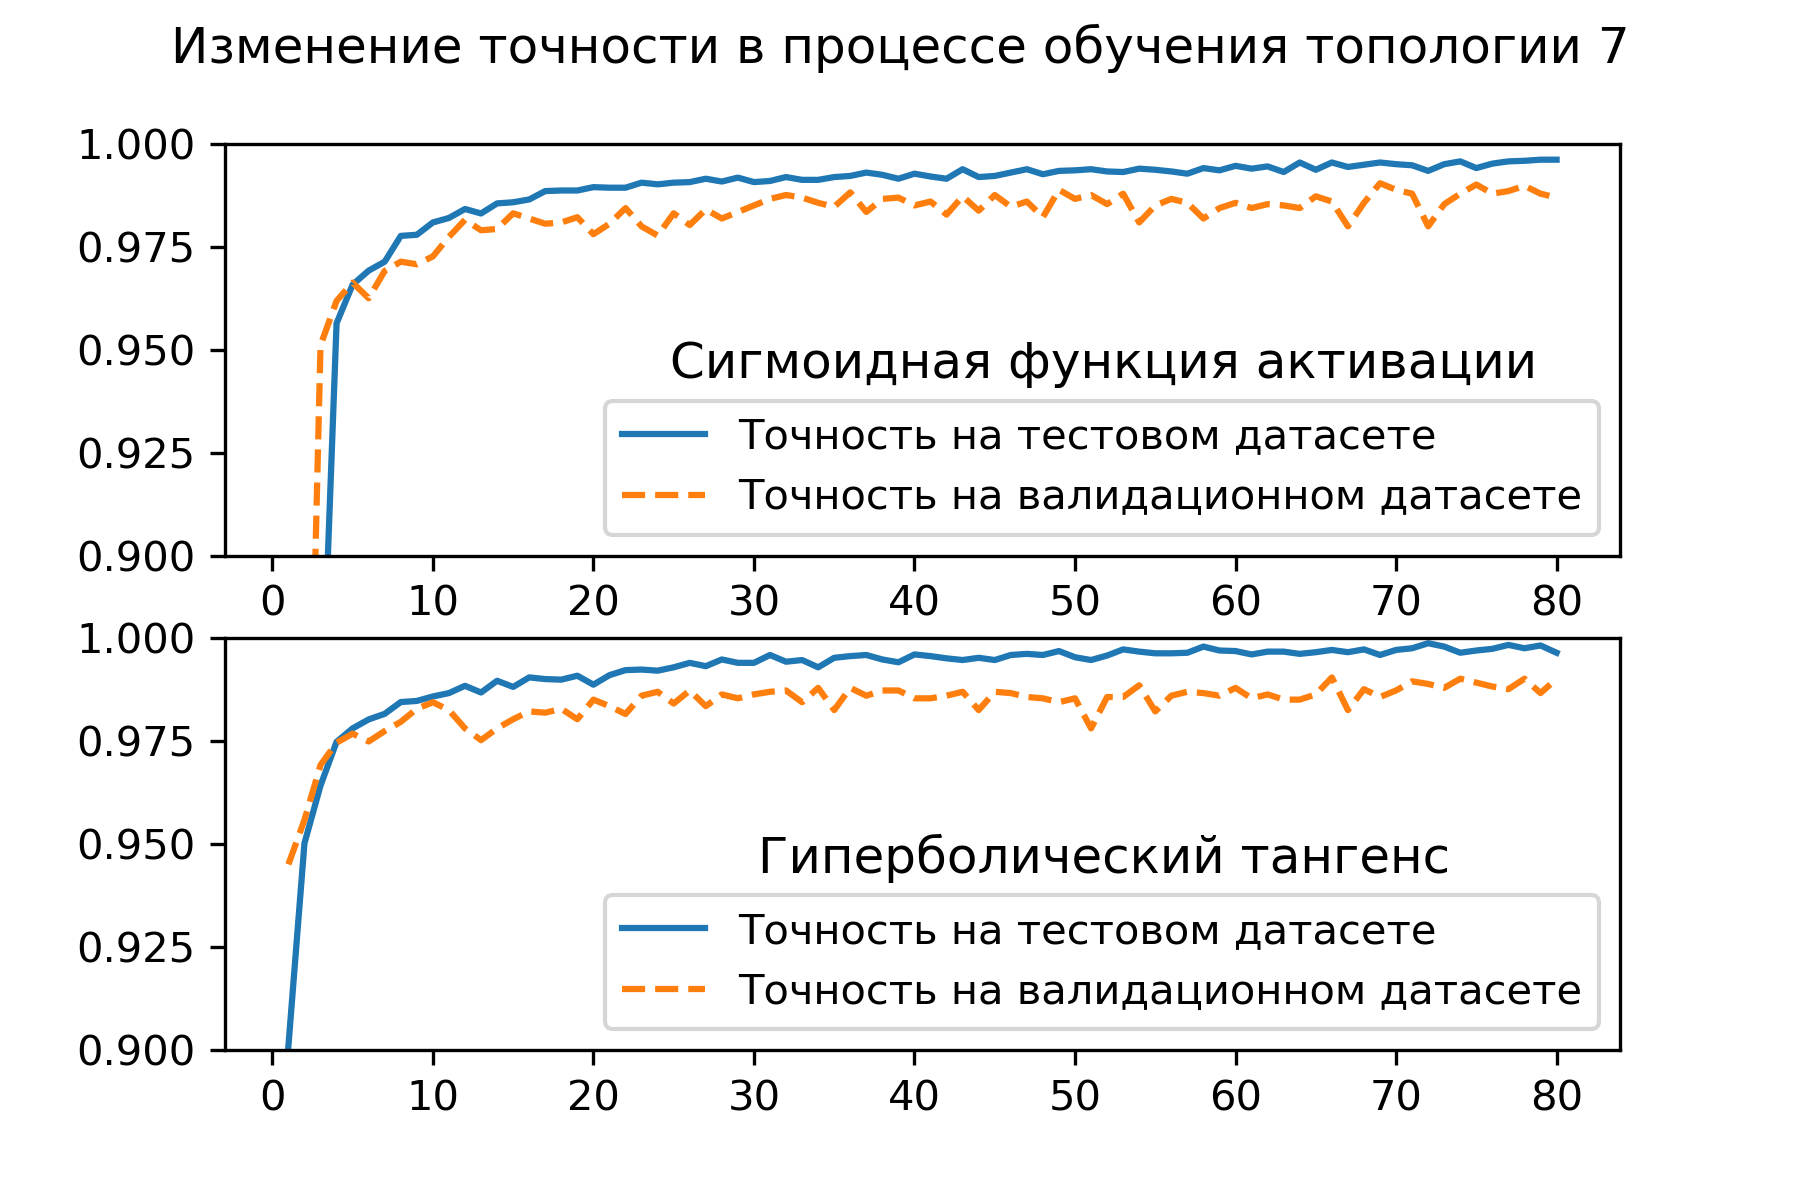 Изменение точности в процессе обучения топологии 7
1.000
0.975
0.950
0.925
0.900
Сигмоидная функция активации
Точность на тестовом датасете
Точность на валидационном датасете
0 10 20 30 40 50 60 70 80
1.000
0.975
0.950
0.925
0.900
Гиперболический тангенс
Точность на тестовом датасете
Точность на валидационном датасете
0 10 20 30 40 50 60 70 80